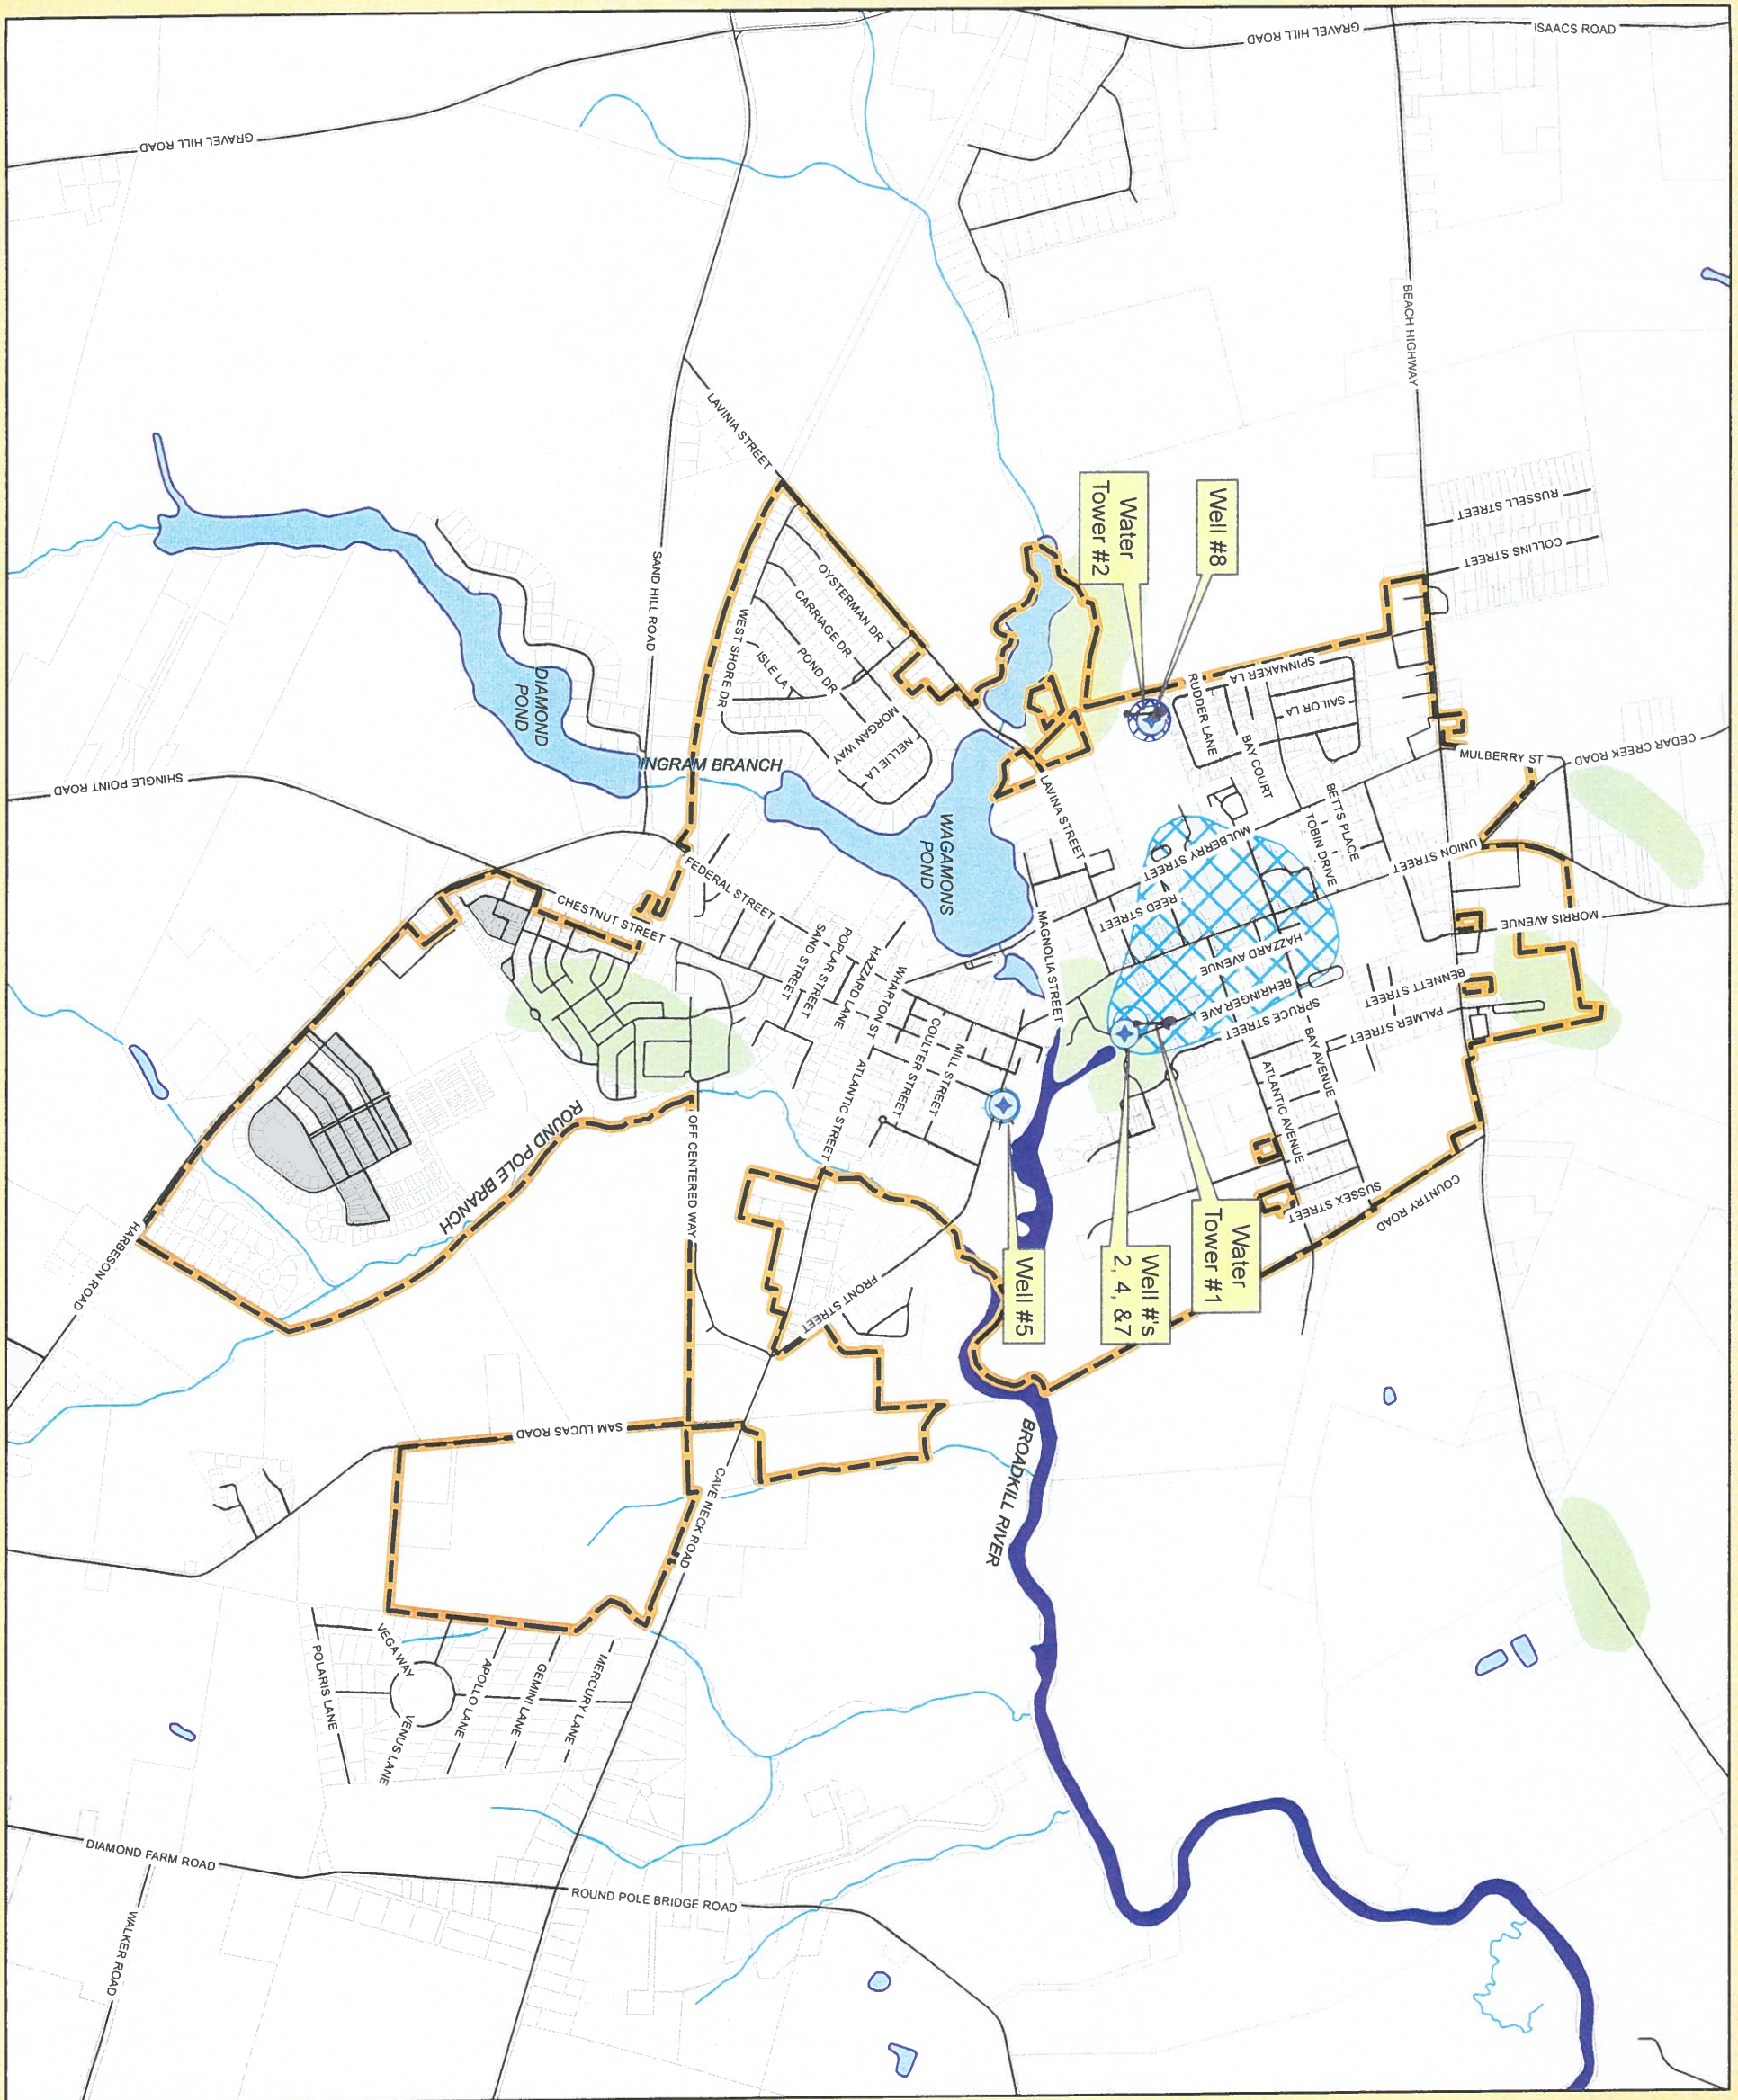 GRAVEL HILL ROAD
ISAACS ROAD
GRAVEL HILL ROAD
BEACH HIGHWAY
RUSSELL STREET
COLLINS STREET
LAVINIA STREET
SAND HILL ROAD
Well #8
Water
Tower #2
OYSTERMAN DR
CARRIAGE DR
POND DR
WEST SHORE DR
ISLE LA
MORGAN WAY
NELLIE LA
SPINNAKER LA
SAILOR LA
RUDDER LANE
BAY COURT
DIAMOND
POND
INGRAM BRANCH
SHINGLE POINT ROAD
MULBERRY ST
CEDAR CREEK ROAD
LAVINA STREET
BETTS PLACE
TOBIN DRIVE
MULBERRY STREET
UNION STREET
WAGAMONS
POND
FEDERAL STREET
CHESTNUT STREET
REED STREET
MORRIS AVENUE
MAGNOLIA STREET
HAZZARD AVENUE
SAND STREET
POPLAR STREET
HAZZARD LANE
WHARTON ST
BEHRINGER AVE
SPRUCE STREET
BENNETT STREET
PALMER STREET
COULTER STREET
MILL STREET
ATLANTIC STREET
BAY AVENUE
ATLANTIC AVENUE
ROUND POLE BRANCH
OFF CENTERED WAY
SUSSEX STREET
COUNTRY ROAD
Water
Tower #1
Well #'s
2, 4, &7
Well #5
HARBESON ROAD
FRONT STREET
SAM LUCAS ROAD
CAVE NECK ROAD
BROADKILL RIVER
VEGA WAY
POLARIS LANE
APOLLO LANE
GEMINI LANE
MERCURY LANE
VENUS LANE
DIAMOND FARM ROAD
ROUND POLE BRIDGE ROAD
WALKER ROAD